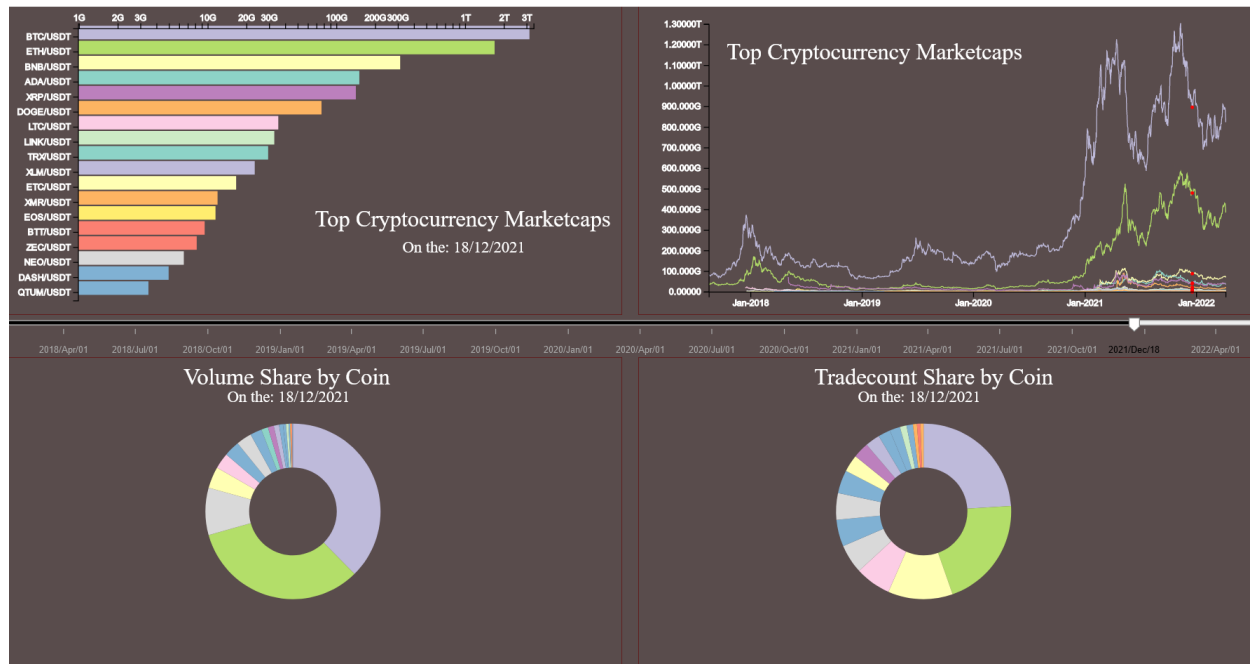 1G 2G 3G 10G 20G 30G 100G 200G 300G 1T 2T 3T
BTC/USDT
ETH/USDT
BNB/USDT
ADA/USDT
XRP/USDT
DOGE/USDT
LTC/USDT
LINK/USDT
TRX/USDT
XLM/USDT
ETC/USDT
XMR/USDT
EOS/USDT
BTT/USDT
ZEC/USDT
NEO/USDT
DASH/USDT
QTUM/USDT
Top Cryptocurrency Marketcaps
On the: 18/12/2021
Top Cryptocurrency Marketcaps
1.30000T
1.20000T
1.10000T
1.00000T
900.000G
800.000G
700.000G
600.000G
500.000G
400.000G
300.000G
200.000G
100.000G
0.00000
Jan-2018 Jan-2019 Jan-2020 Jan-2021 Jan-2022
2018/Apr/01 2018/Jul/01 2018/Oct/01 2019/Jan/01 2019/Apr/01 2019/Jul/01 2019/Oct/01 2020/Jan/01 2020/Apr/01 2020/Jul/01 2020/Oct/01 2021/Jan/01 2021/Apr/01 2021/Jul/01 2021/Oct/01 2021/Dec/18 2022/Apr/01
Volume Share by Coin
On the: 18/12/2021
Tradecount Share by Coin
On the: 18/12/2021